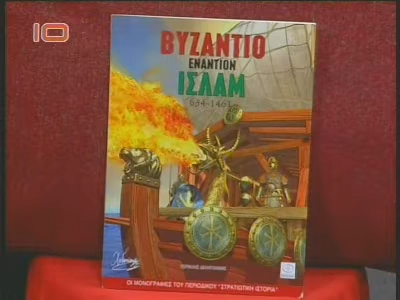 10
ΒΥΖΑΝΤΙΟ
ΕΝΑΝΤΙΟΝ
ΙΣΛΑΜ
634-1461
ΟΙ ΜΟΝΟΓΡΑΦΙΕΣ ΤΟΥ ΠΕΡΙΟΔΙΚΟΥ "ΣΤΡΑΤΙΩΤΙΚΗ ΙΣΤΟΡΙΑ"